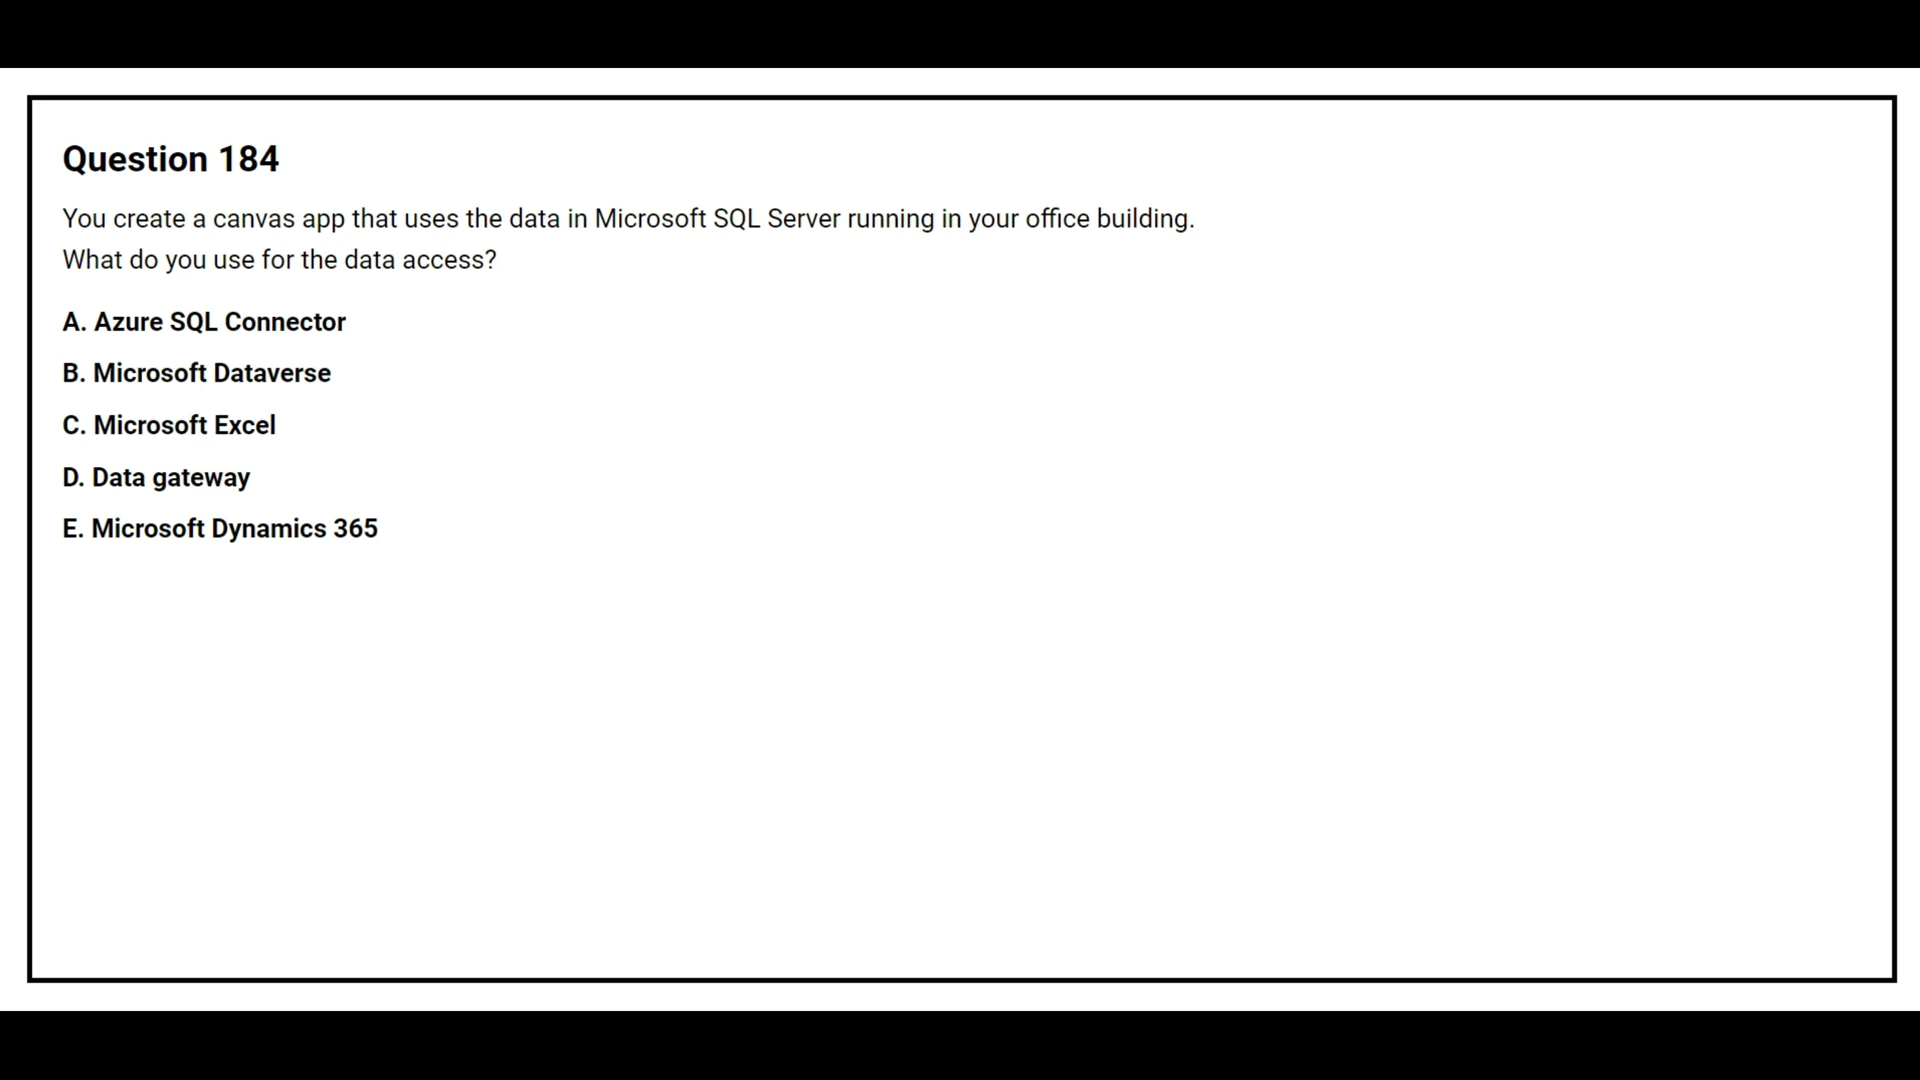 Question 184
You create a canvas app that uses the data in Microsoft SQL Server running in your office building.
What do you use for the data access?
A. Azure SQL Connector
B. Microsoft Dataverse
C. Microsoft Excel
D. Data gateway
E. Microsoft Dynamics 365